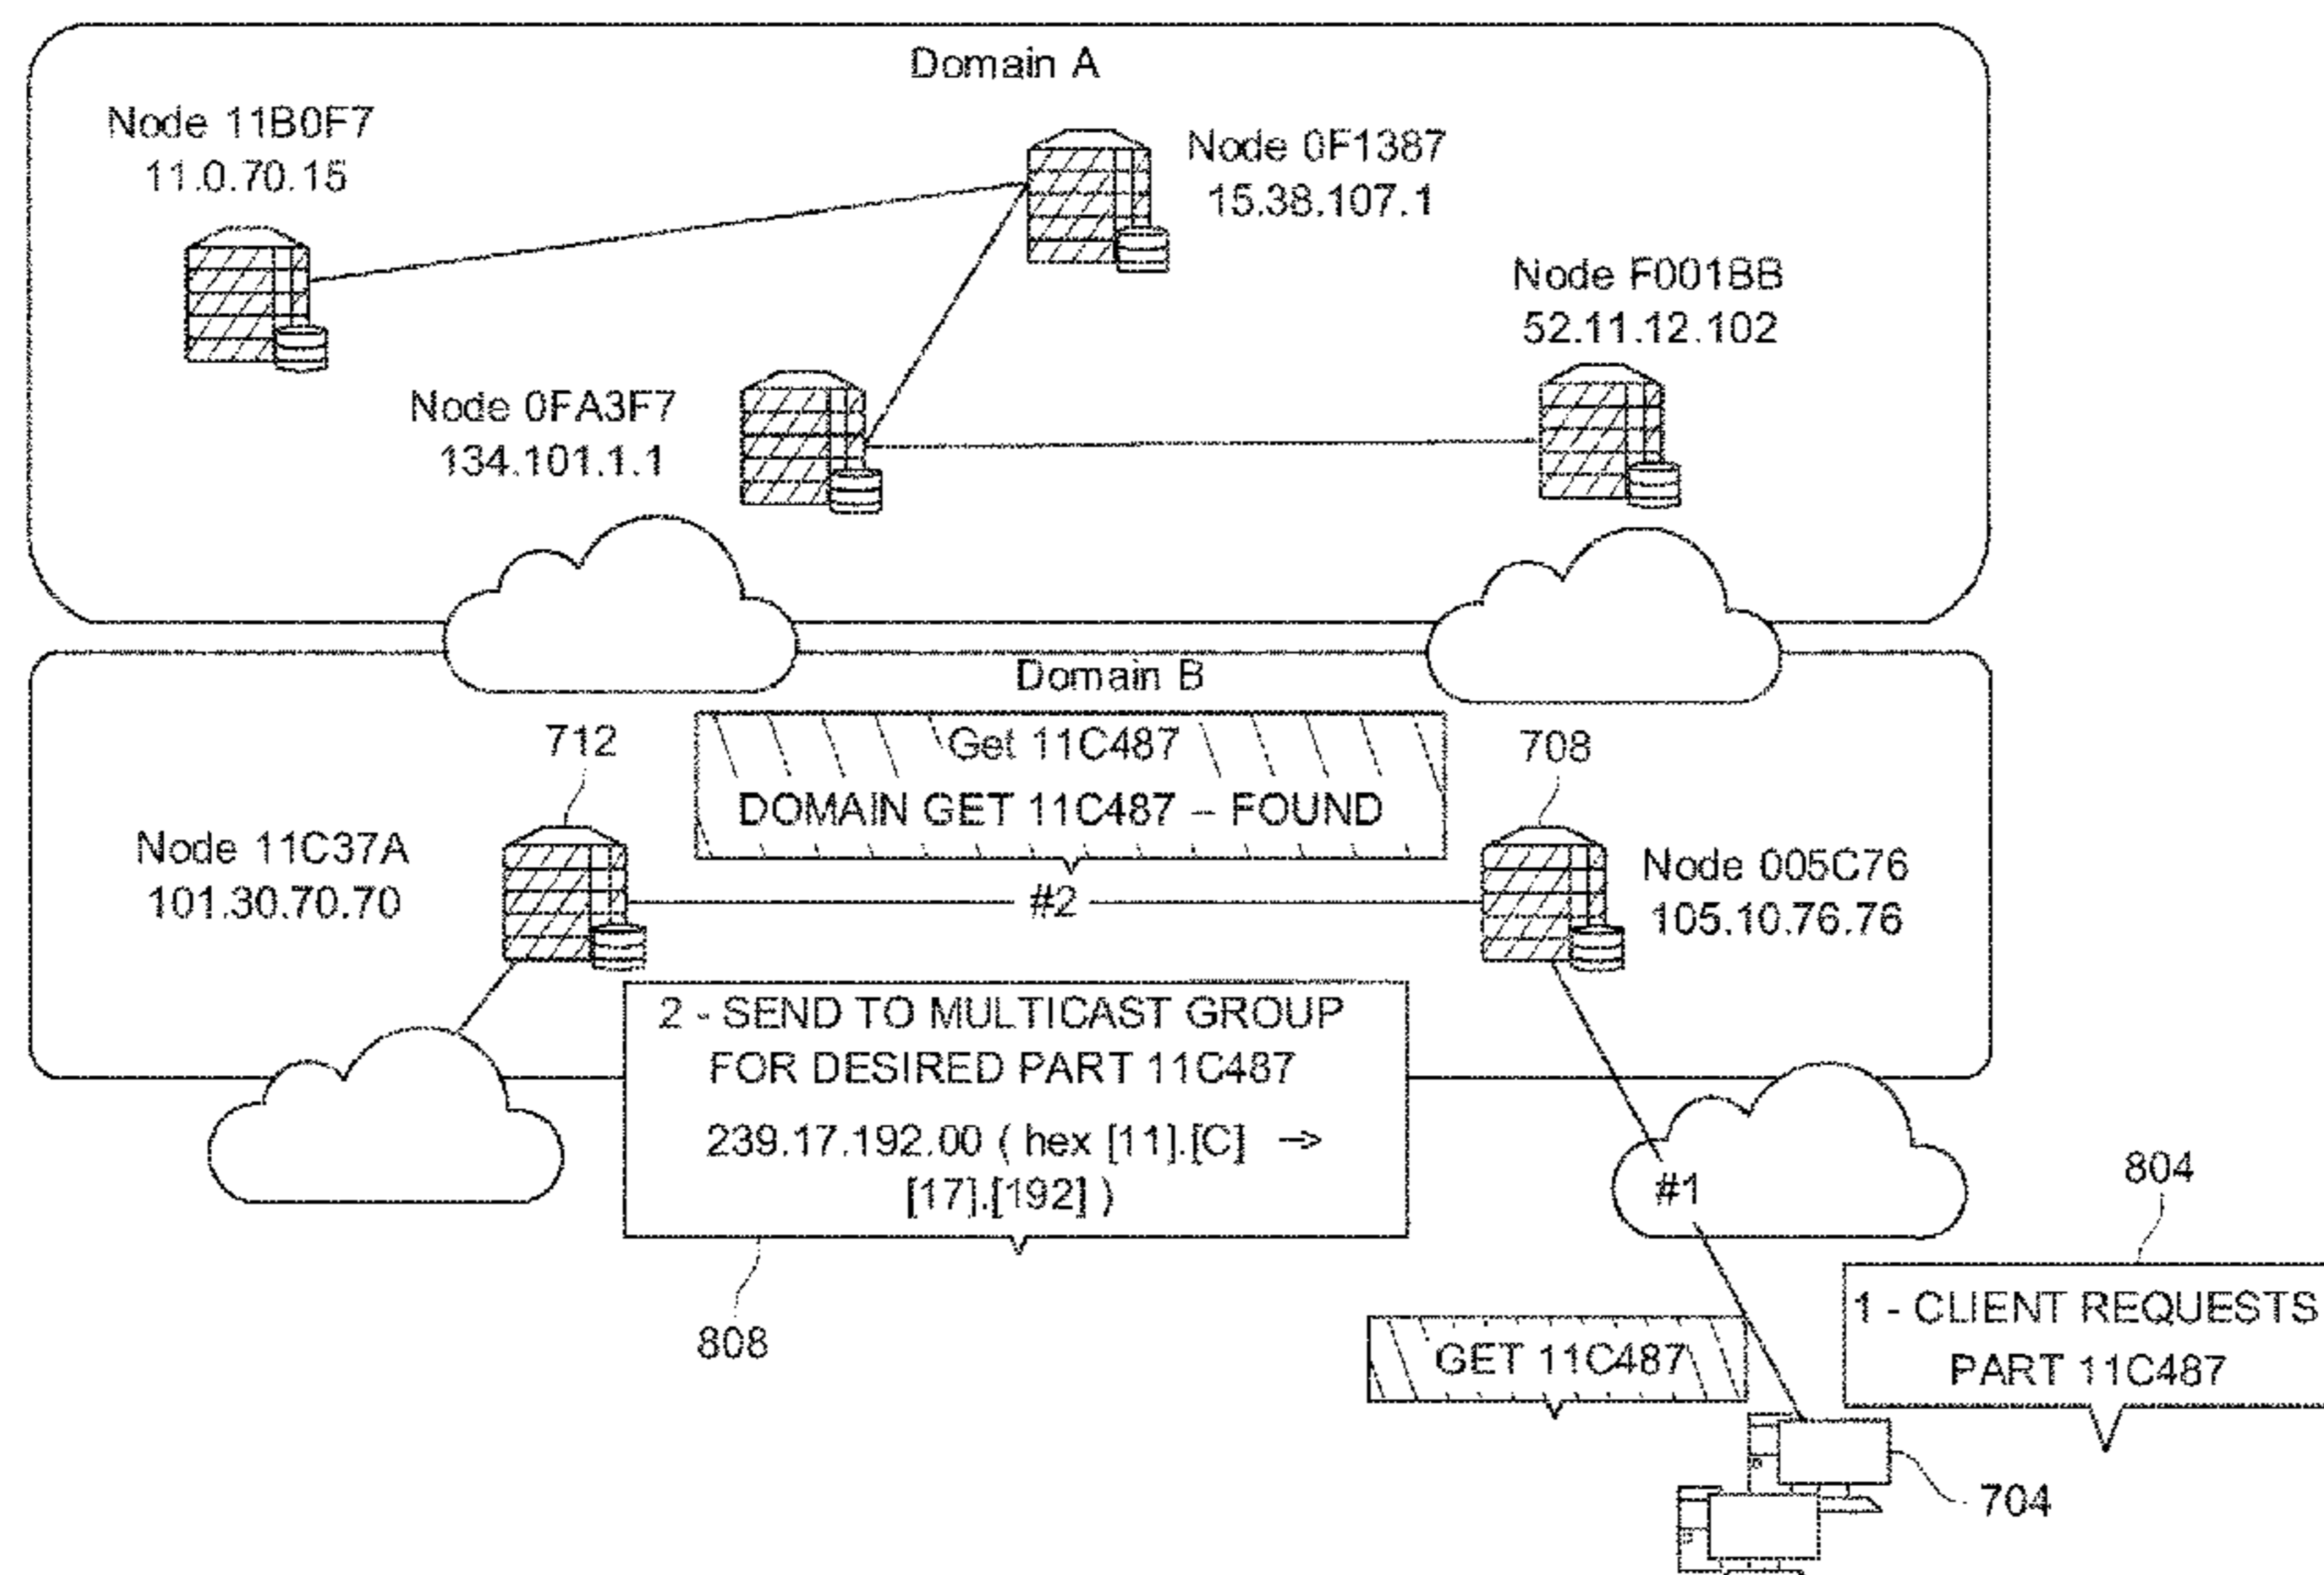 Domain A
Node 11B0F7
11.0.70.15
Node 0F1387
15.38.107.1
Node F001BB
52.11.12.102
Node 0FA3F7
134.101.1.1
Domain B
712
Get 11C487
DOMAIN GET 11C487 – FOUND
708
Node 11C37A
101.30.70.70
#2
Node 005C76
105.10.76.76
2 - SEND TO MULTICAST GROUP
FOR DESIRED PART 11C487
239.17.192.00 ( hex [11].[C] ->
[17].[192] )
#1
804
808
GET 11C487
1 - CLIENT REQUESTS
PART 11C487
704